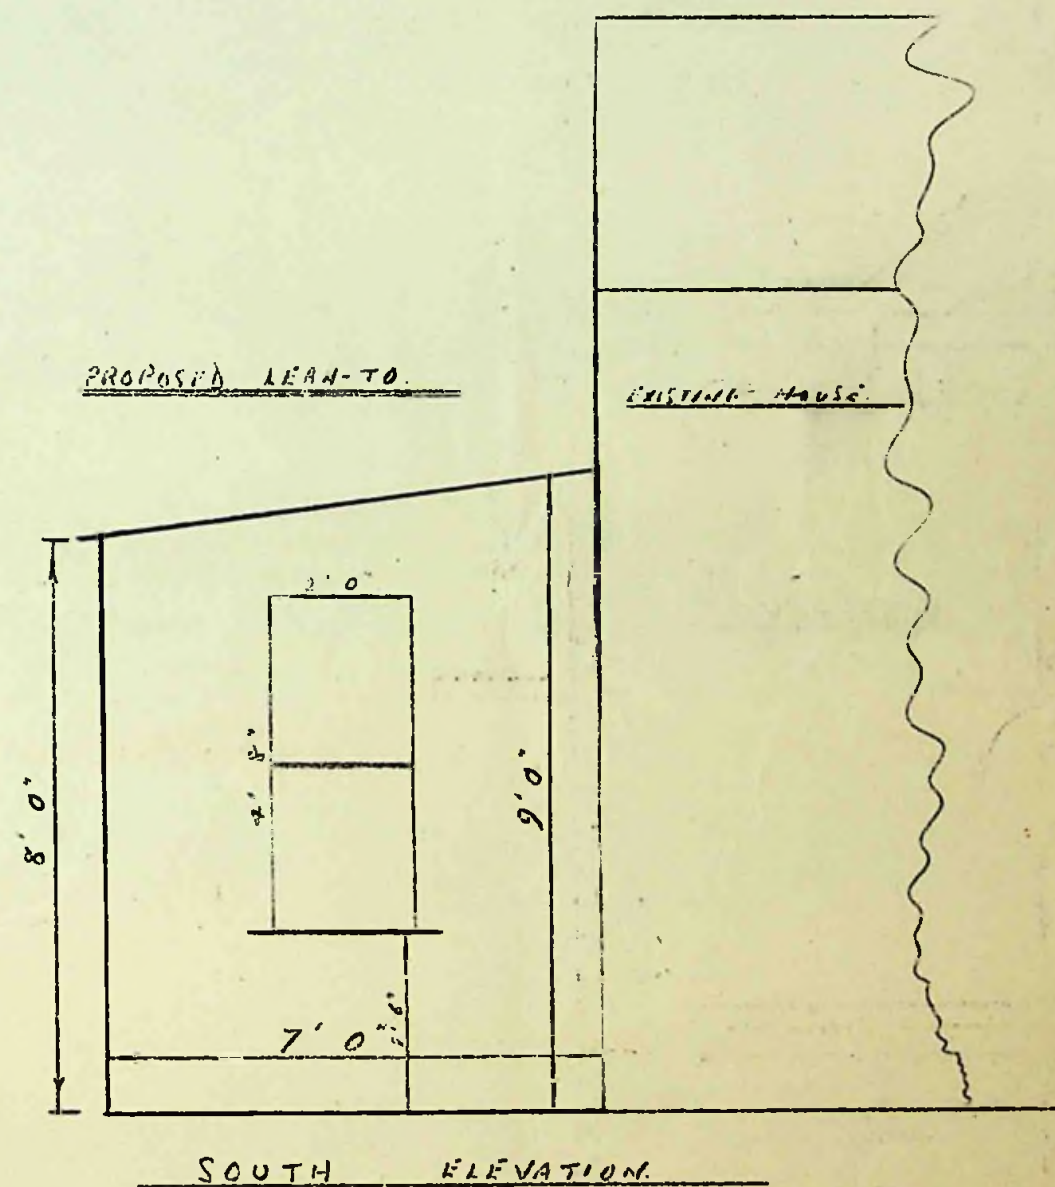 PROPOSED LEAN-TO.
EXISTING HOUSE.
2' 0"
8' 0"
9' 0"
7' 0"
SOUTH ELEVATION.